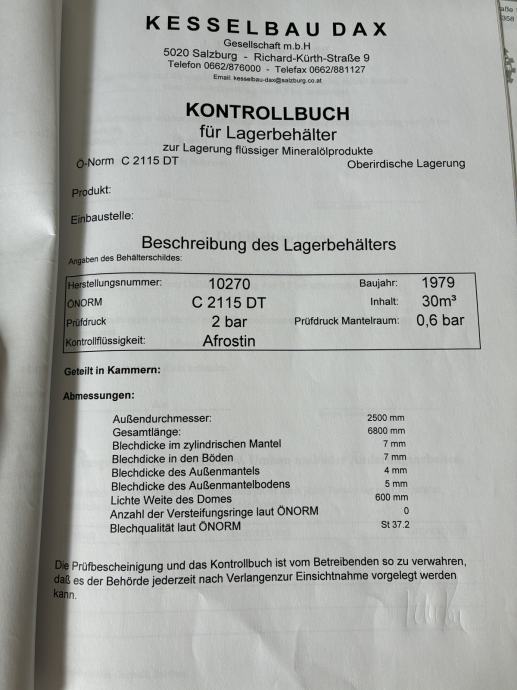 KESSELBAU DAX
Gesellschaft m.b.H
5020 Salzburg - Richard-Kürth-Straße 9
Telefon 0662/876000 - Telefax 0662/881127
Email: kesselbau-dax@salzburg.co.at
KONTROLLBUCH
für Lagerbehälter
zur Lagerung flüssiger Mineralölprodukte
Ö-Norm C 2115 DT Oberirdische Lagerung
Produkt:
Einbaustelle:
Beschreibung des Lagerbehälters
Angaben des Behälterschildes:
Herstellungsnummer: 10270 Baujahr: 1979
ÖNORM C 2115 DT Inhalt: 30m³
Prüfdruck 2 bar Prüfdruck Mantelraum: 0,6 bar
Kontrollflüssigkeit: Afrostin
Geteilt in Kammern:
Abmessungen:
Außendurchmesser: 2500 mm
Gesamtlänge: 6800 mm
Blechdicke im zylindrischen Mantel 7 mm
Blechdicke in den Böden 7 mm
Blechdicke des Außenmantels 4 mm
Blechdicke des Außenmantelbodens 5 mm
Lichte Weite des Domes 600 mm
Anzahl der Versteifungsringe laut ÖNORM 0
Blechqualität laut ÖNORM St 37.2
Die Prüfbescheinigung und das Kontrollbuch ist vom Betreibenden so zu verwahren,
daß es der Behörde jederzeit nach Verlangenzur Einsichtnahme vorgelegt werden
kann.